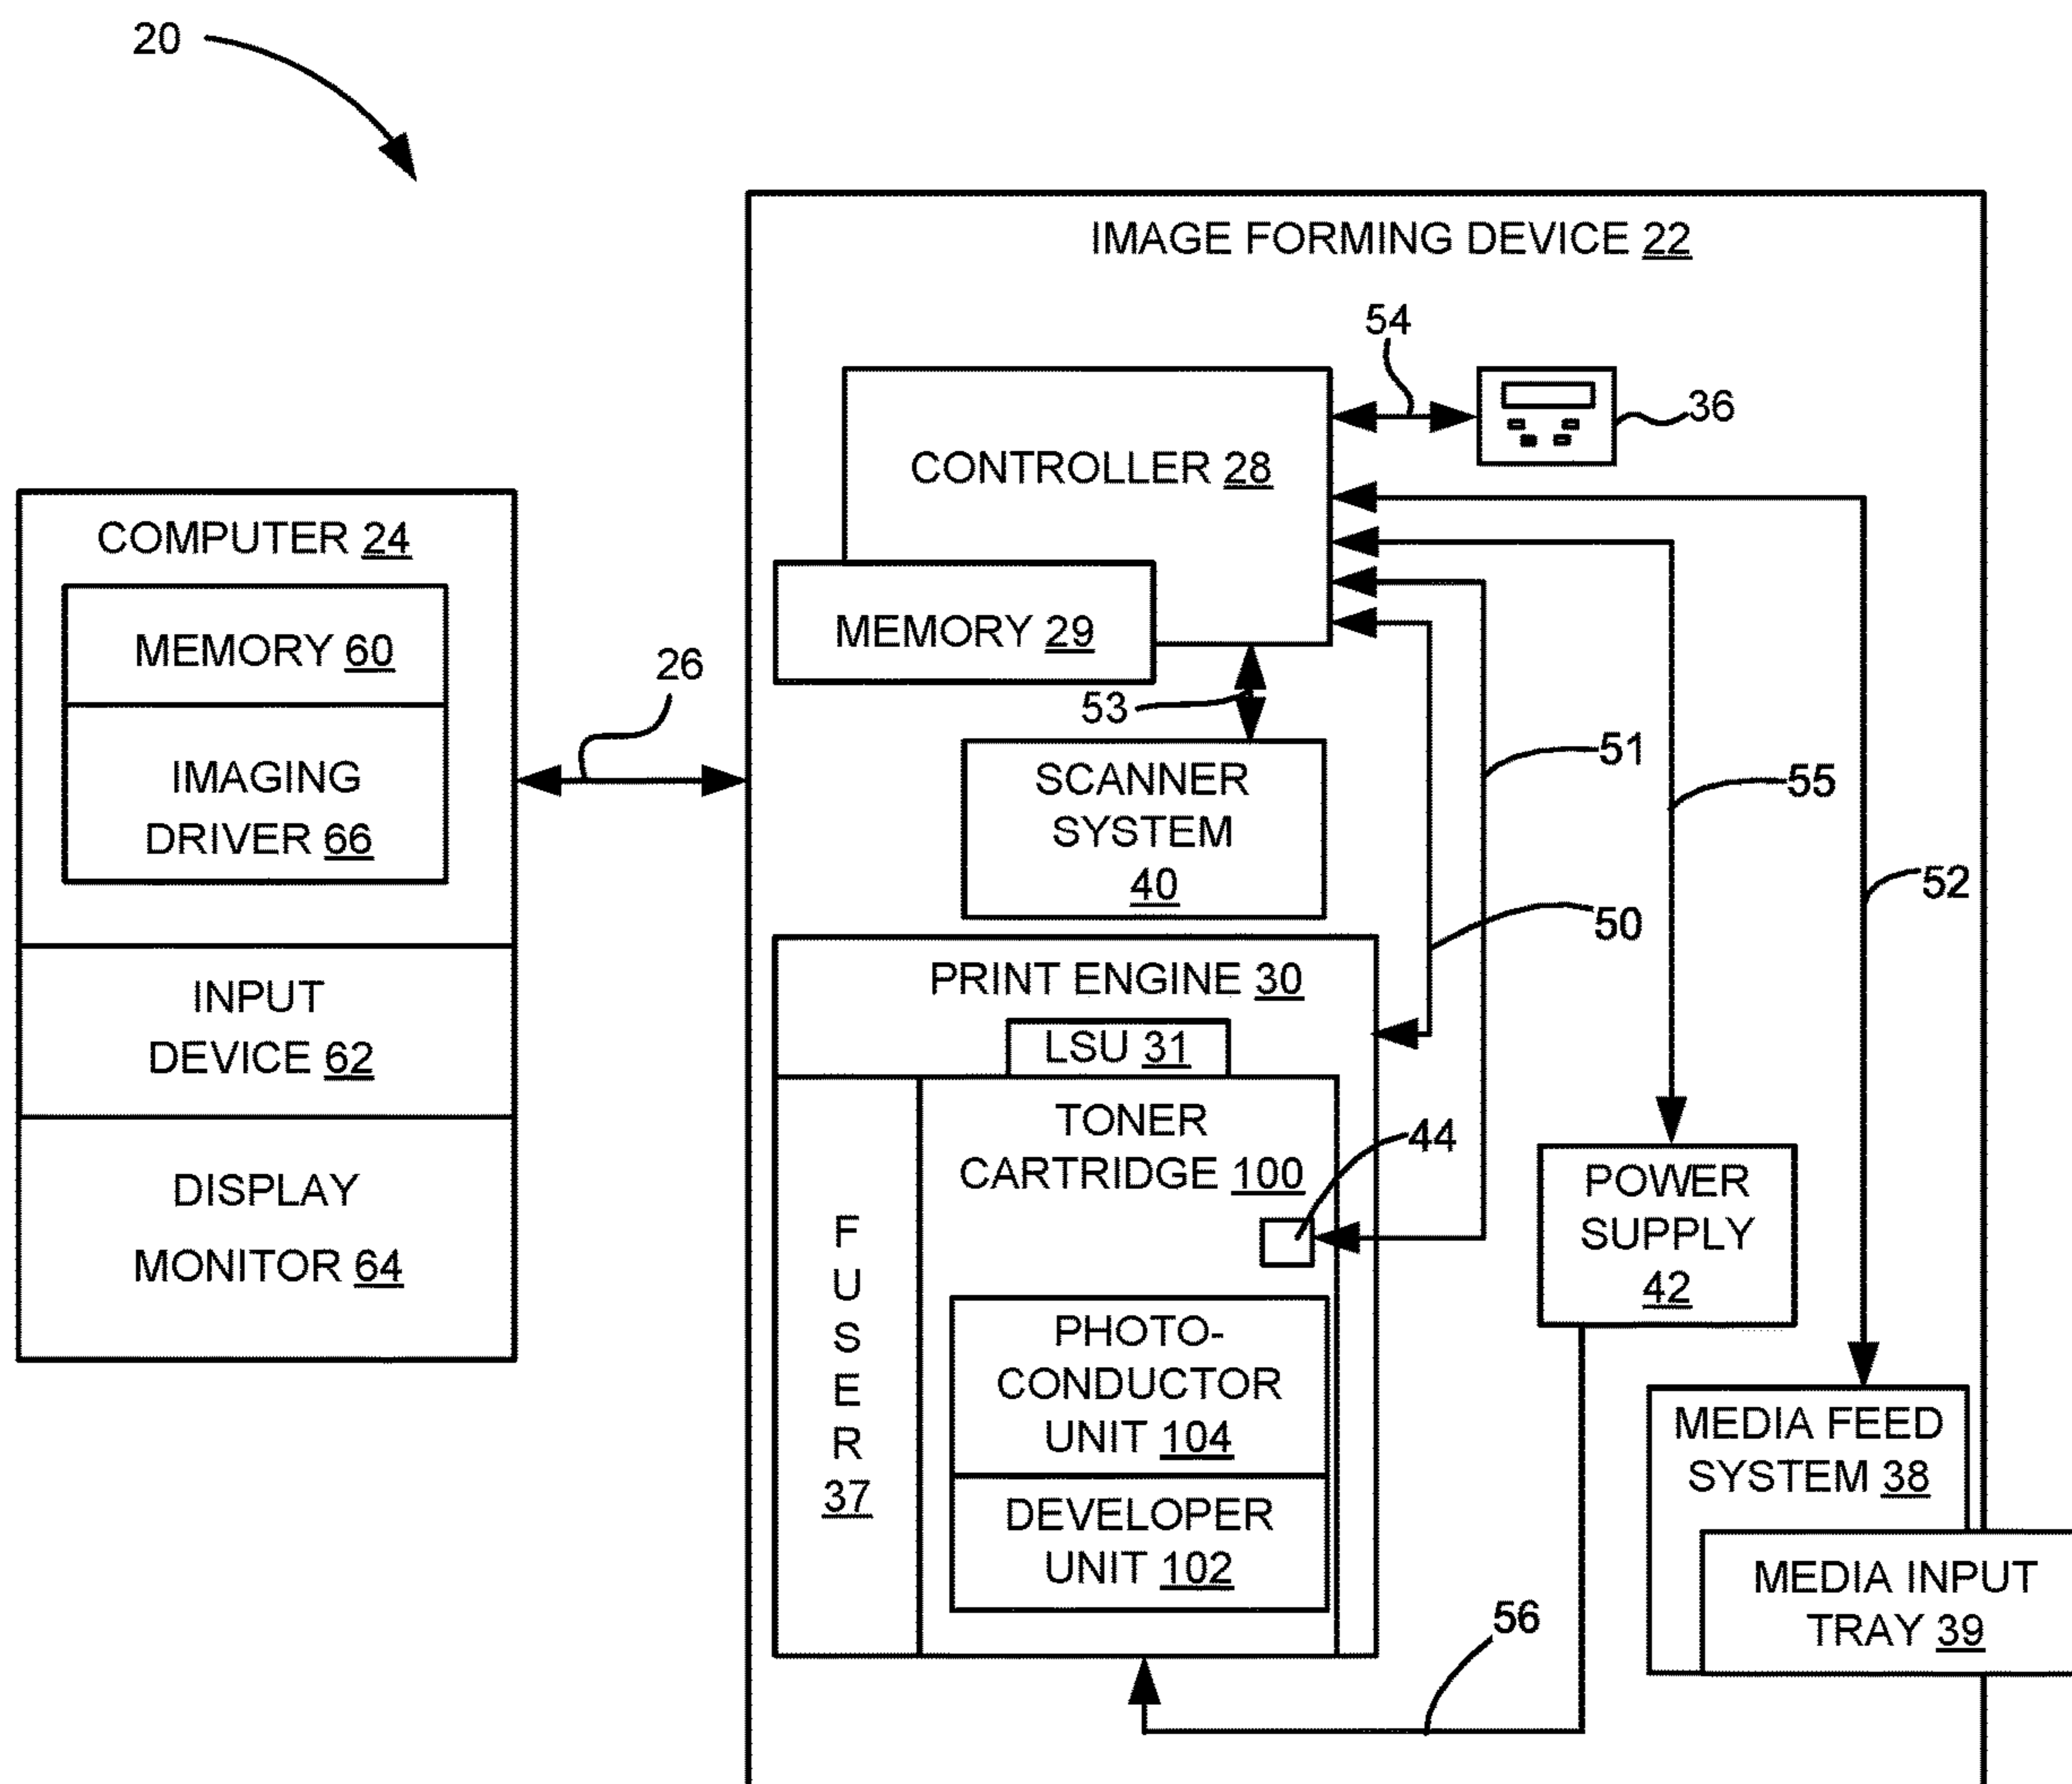 20
IMAGE FORMING DEVICE 22
54
36
CONTROLLER 28
MEMORY 29
53
COMPUTER 24
MEMORY 60
IMAGING
DRIVER 66
INPUT
DEVICE 62
DISPLAY
MONITOR 64
26
SCANNER
SYSTEM
40
51
55
52
50
PRINT ENGINE 30
LSU 31
TONER
CARTRIDGE 100
44
F
U
S
E
R
37
PHOTO-
CONDUCTOR
UNIT 104
DEVELOPER
UNIT 102
POWER
SUPPLY
42
MEDIA FEED
SYSTEM 38
MEDIA INPUT
TRAY 39
56